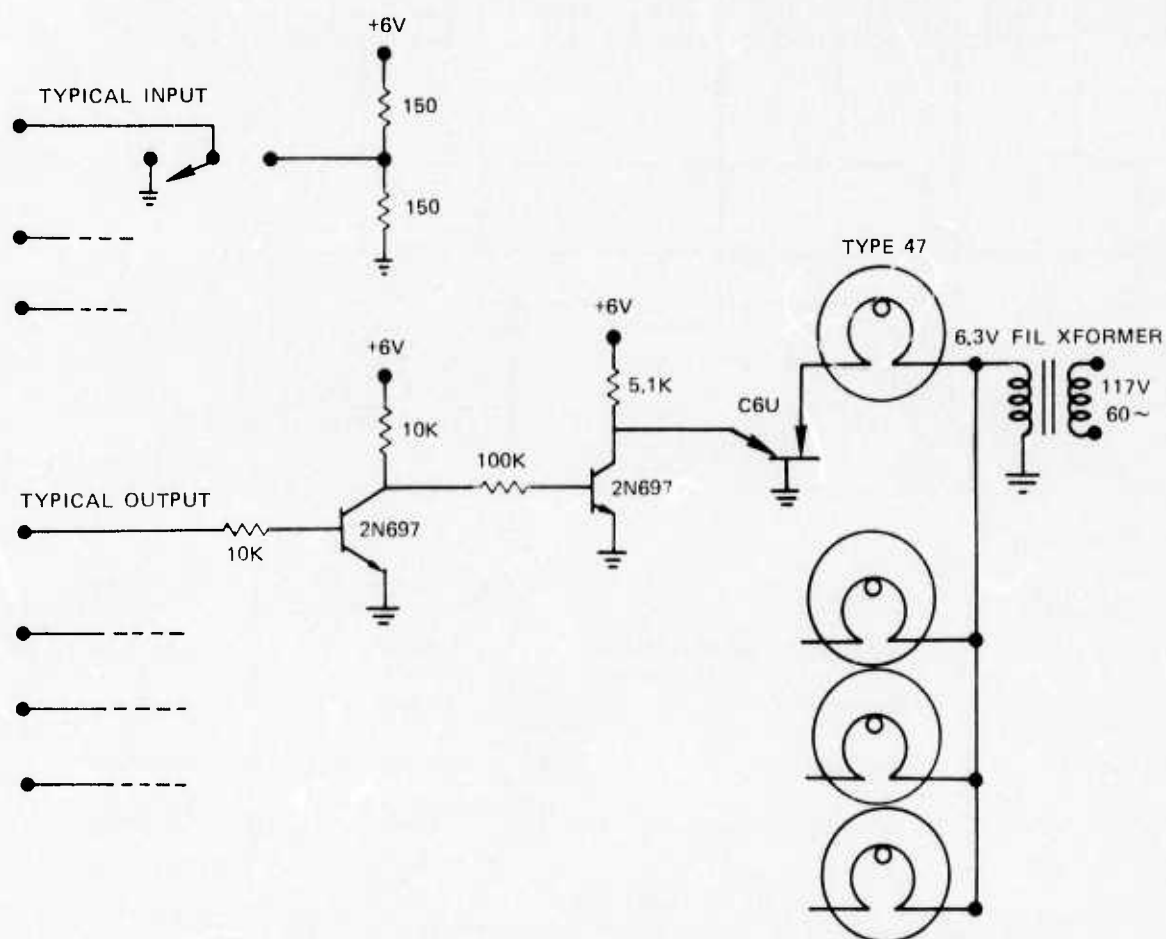 +6V
TYPICAL INPUT
150
150
TYPE 47
+6V
+6V
6.3V FIL XFORMER
117V
60~
5.1K
C6U
10K
100K
2N697
TYPICAL OUTPUT
2N697
10K